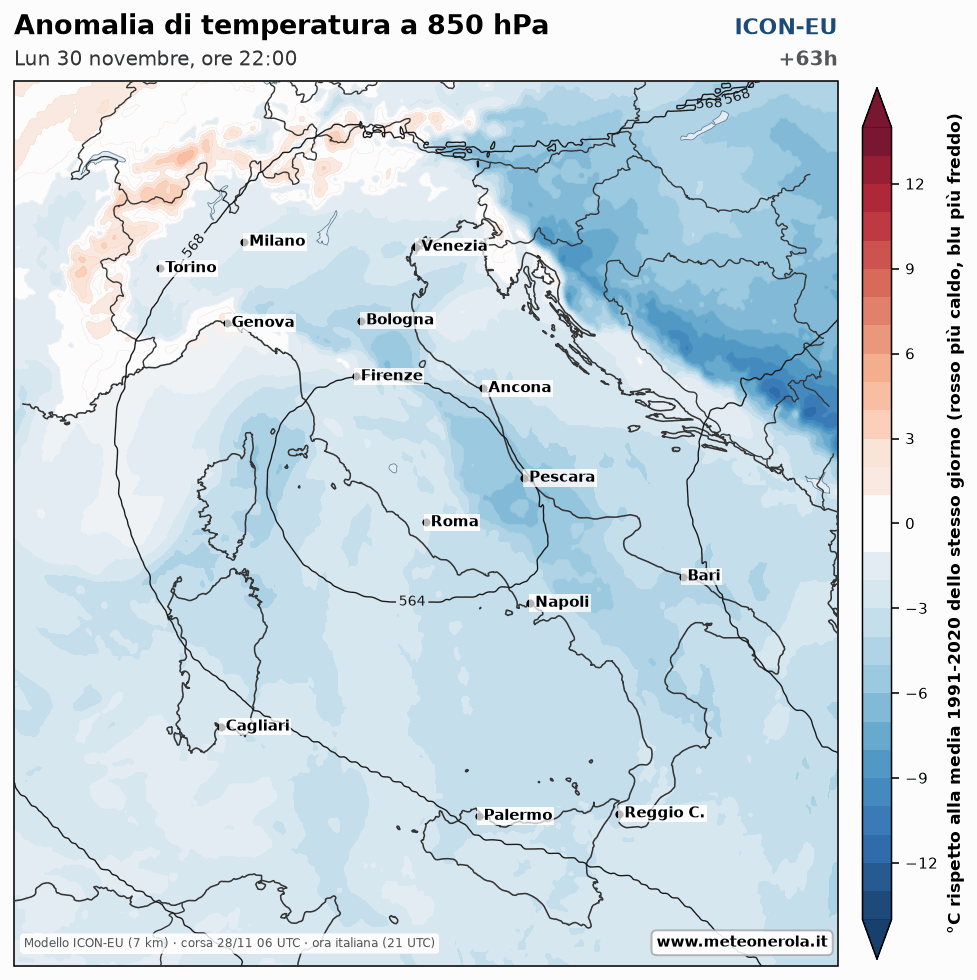 Anomalia di temperatura a 850 hPa
ICON-EU
Lun 30 novembre, ore 22:00
+63h
568 568
568
Milano
Venezia
Torino
Genova
Bologna
Firenze
Ancona
Pescara
Roma
Bari
564
Napoli
Cagliari
Palermo
Reggio C.
12
9
6
3
0
−3
−6
−9
−12
°C rispetto alla media 1991-2020 dello stesso giorno (rosso più caldo, blu più freddo)
Modello ICON-EU (7 km) · corsa 28/11 06 UTC · ora italiana (21 UTC)
www.meteonerola.it